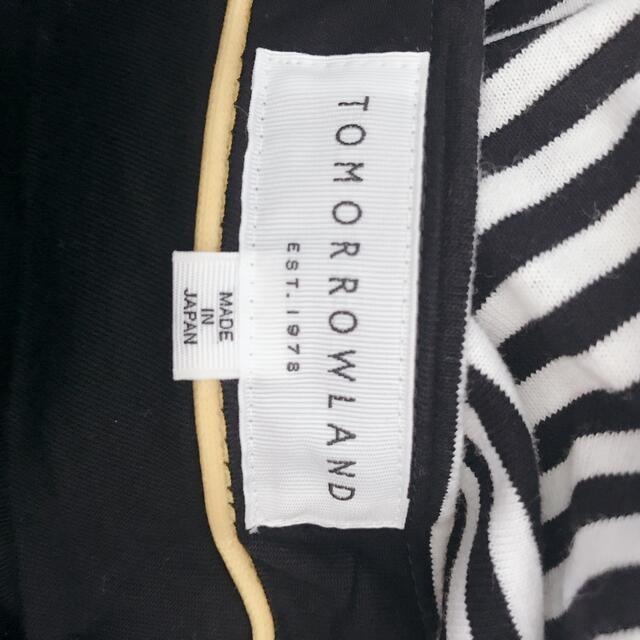 TOMORROWLAND
EST. 1978
MADE
IN
JAPAN